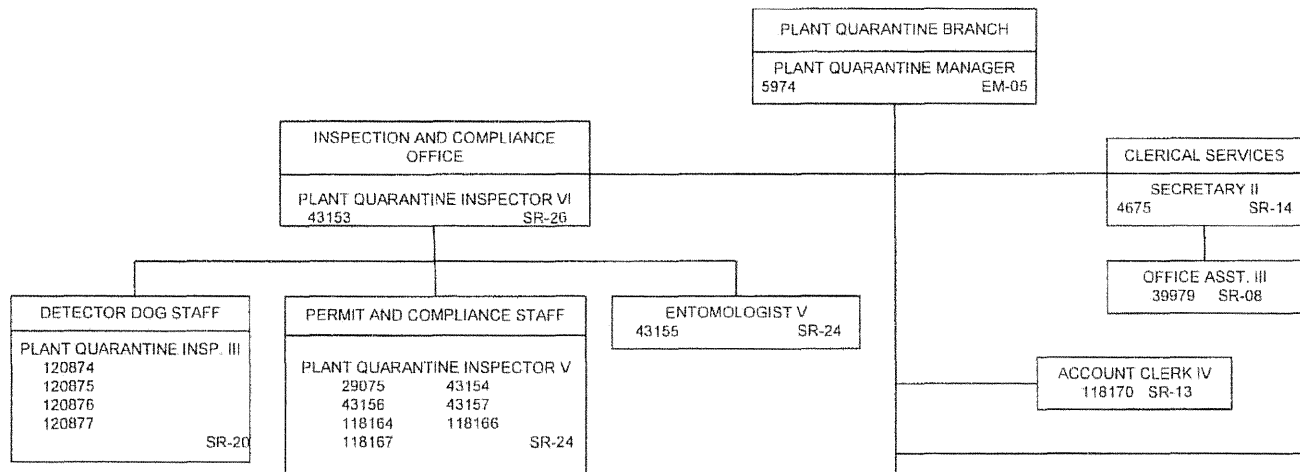 PLANT QUARANTINE BRANCH
PLANT QUARANTINE MANAGER
5974 EM-05
INSPECTION AND COMPLIANCE
OFFICE
PLANT QUARANTINE INSPECTOR VI
43153 SR-26
CLERICAL SERVICES
SECRETARY II
4675 SR-14
OFFICE ASST. III
39979 SR-08
DETECTOR DOG STAFF
PLANT QUARANTINE INSP. III
120874
120875
120876
120877
SR-20
PERMIT AND COMPLIANCE STAFF
PLANT QUARANTINE INSPECTOR V
29075 43154
43156 43157
118164 118166
118167 SR-24
ENTOMOLOGIST V
43155 SR-24
ACCOUNT CLERK IV
118170 SR-13